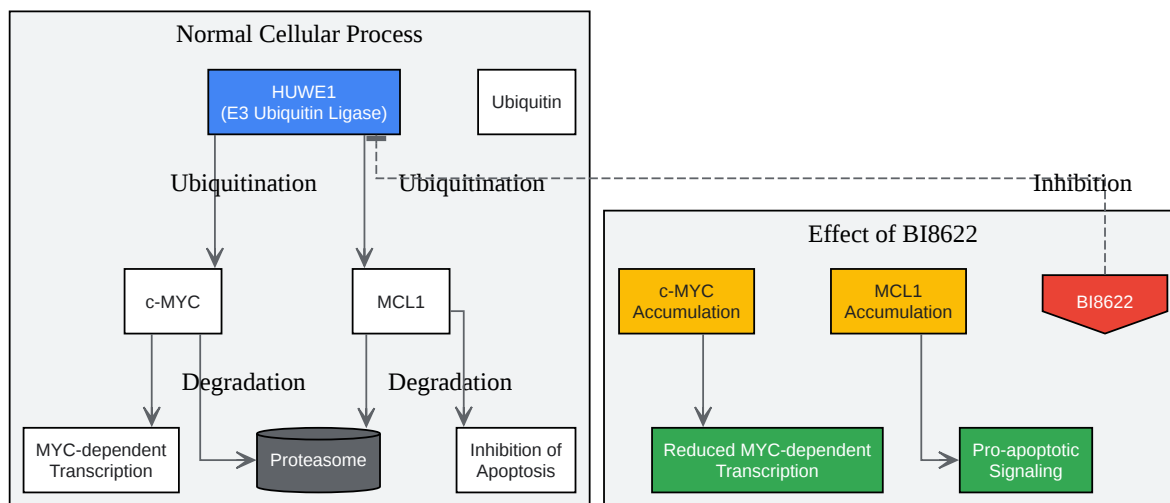 Normal Cellular Process
HUWE1
(E3 Ubiquitin Ligase)
Ubiquitin
Ubiquitination
Ubiquitination
Inhibition
c-MYC
MCL1
Degradation
Degradation
MYC-dependent
Transcription
Proteasome
Inhibition of
Apoptosis
Effect of BI8622
c-MYC
Accumulation
MCL1
Accumulation
BI8622
Reduced MYC-dependent
Transcription
Pro-apoptotic
Signaling